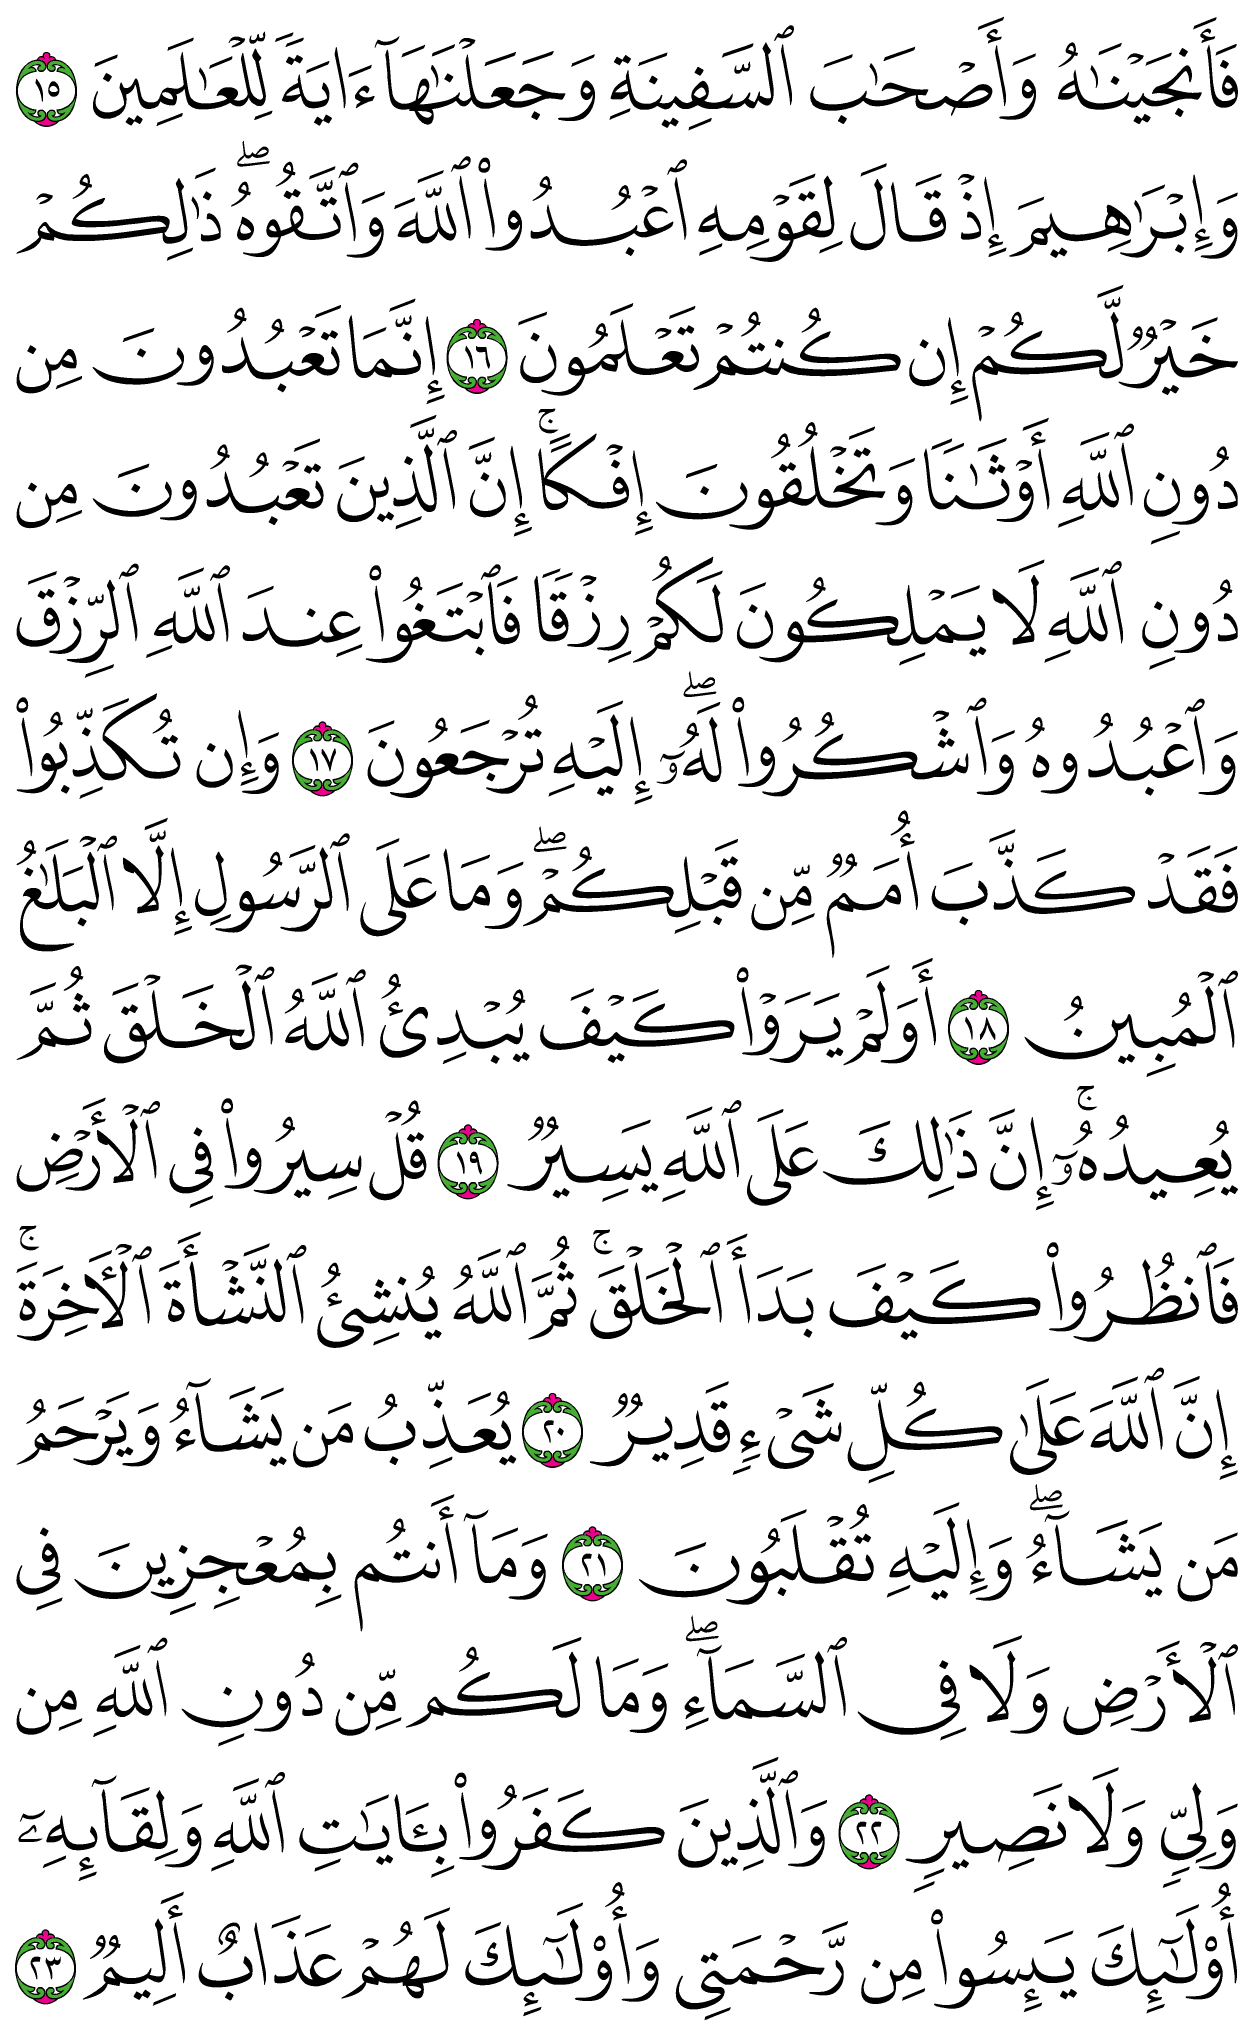 فَأَنجَيۡنَٰهُ وَأَصۡحَٰبَ ٱلسَّفِينَةِ وَجَعَلۡنَٰهَآ ءَايَةٗ لِّلۡعَٰلَمِينَ ١٥
وَإِبۡرَٰهِيمَ إِذۡ قَالَ لِقَوۡمِهِ ٱعۡبُدُواْ ٱللَّهَ وَٱتَّقُوهُۖ ذَٰلِكُمۡ
خَيۡرٞ لَّكُمۡ إِن كُنتُمۡ تَعۡلَمُونَ ١٦ إِنَّمَا تَعۡبُدُونَ مِن
دُونِ ٱللَّهِ أَوۡثَٰنٗا وَتَخۡلُقُونَ إِفۡكًاۚ إِنَّ ٱلَّذِينَ تَعۡبُدُونَ مِن
دُونِ ٱللَّهِ لَا يَمۡلِكُونَ لَكُمۡ رِزۡقٗا فَٱبۡتَغُواْ عِندَ ٱللَّهِ ٱلرِّزۡقَ
وَٱعۡبُدُوهُ وَٱشۡكُرُواْ لَهُۥٓۖ إِلَيۡهِ تُرۡجَعُونَ ١٧ وَإِن تُكَذِّبُواْ
فَقَدۡ كَذَّبَ أُمَمٞ مِّن قَبۡلِكُمۡۖ وَمَا عَلَى ٱلرَّسُولِ إِلَّا ٱلۡبَلَٰغُ
ٱلۡمُبِينُ ١٨ أَوَلَمۡ يَرَوۡاْ كَيۡفَ يُبۡدِئُ ٱللَّهُ ٱلۡخَلۡقَ ثُمَّ
يُعِيدُهُۥٓۚ إِنَّ ذَٰلِكَ عَلَى ٱللَّهِ يَسِيرٞ ١٩ قُلۡ سِيرُواْ فِي ٱلۡأَرۡضِ
فَٱنظُرُواْ كَيۡفَ بَدَأَ ٱلۡخَلۡقَۚ ثُمَّ ٱللَّهُ يُنشِئُ ٱلنَّشۡأَةَ ٱلۡأٓخِرَةَۚ
إِنَّ ٱللَّهَ عَلَىٰ كُلِّ شَيۡءٖ قَدِيرٞ ٢٠ يُعَذِّبُ مَن يَشَآءُ وَيَرۡحَمُ
مَن يَشَآءُۖ وَإِلَيۡهِ تُقۡلَبُونَ ٢١ وَمَآ أَنتُم بِمُعۡجِزِينَ فِي
ٱلۡأَرۡضِ وَلَا فِي ٱلسَّمَآءِۖ وَمَا لَكُم مِّن دُونِ ٱللَّهِ مِن
وَلِيّٖ وَلَا نَصِيرٖ ٢٢ وَٱلَّذِينَ كَفَرُواْ بِـَٔايَٰتِ ٱللَّهِ وَلِقَآئِهِۦٓ
أُوْلَٰٓئِكَ يَئِسُواْ مِن رَّحۡمَتِي وَأُوْلَٰٓئِكَ لَهُمۡ عَذَابٌ أَلِيمٞ ٢٣